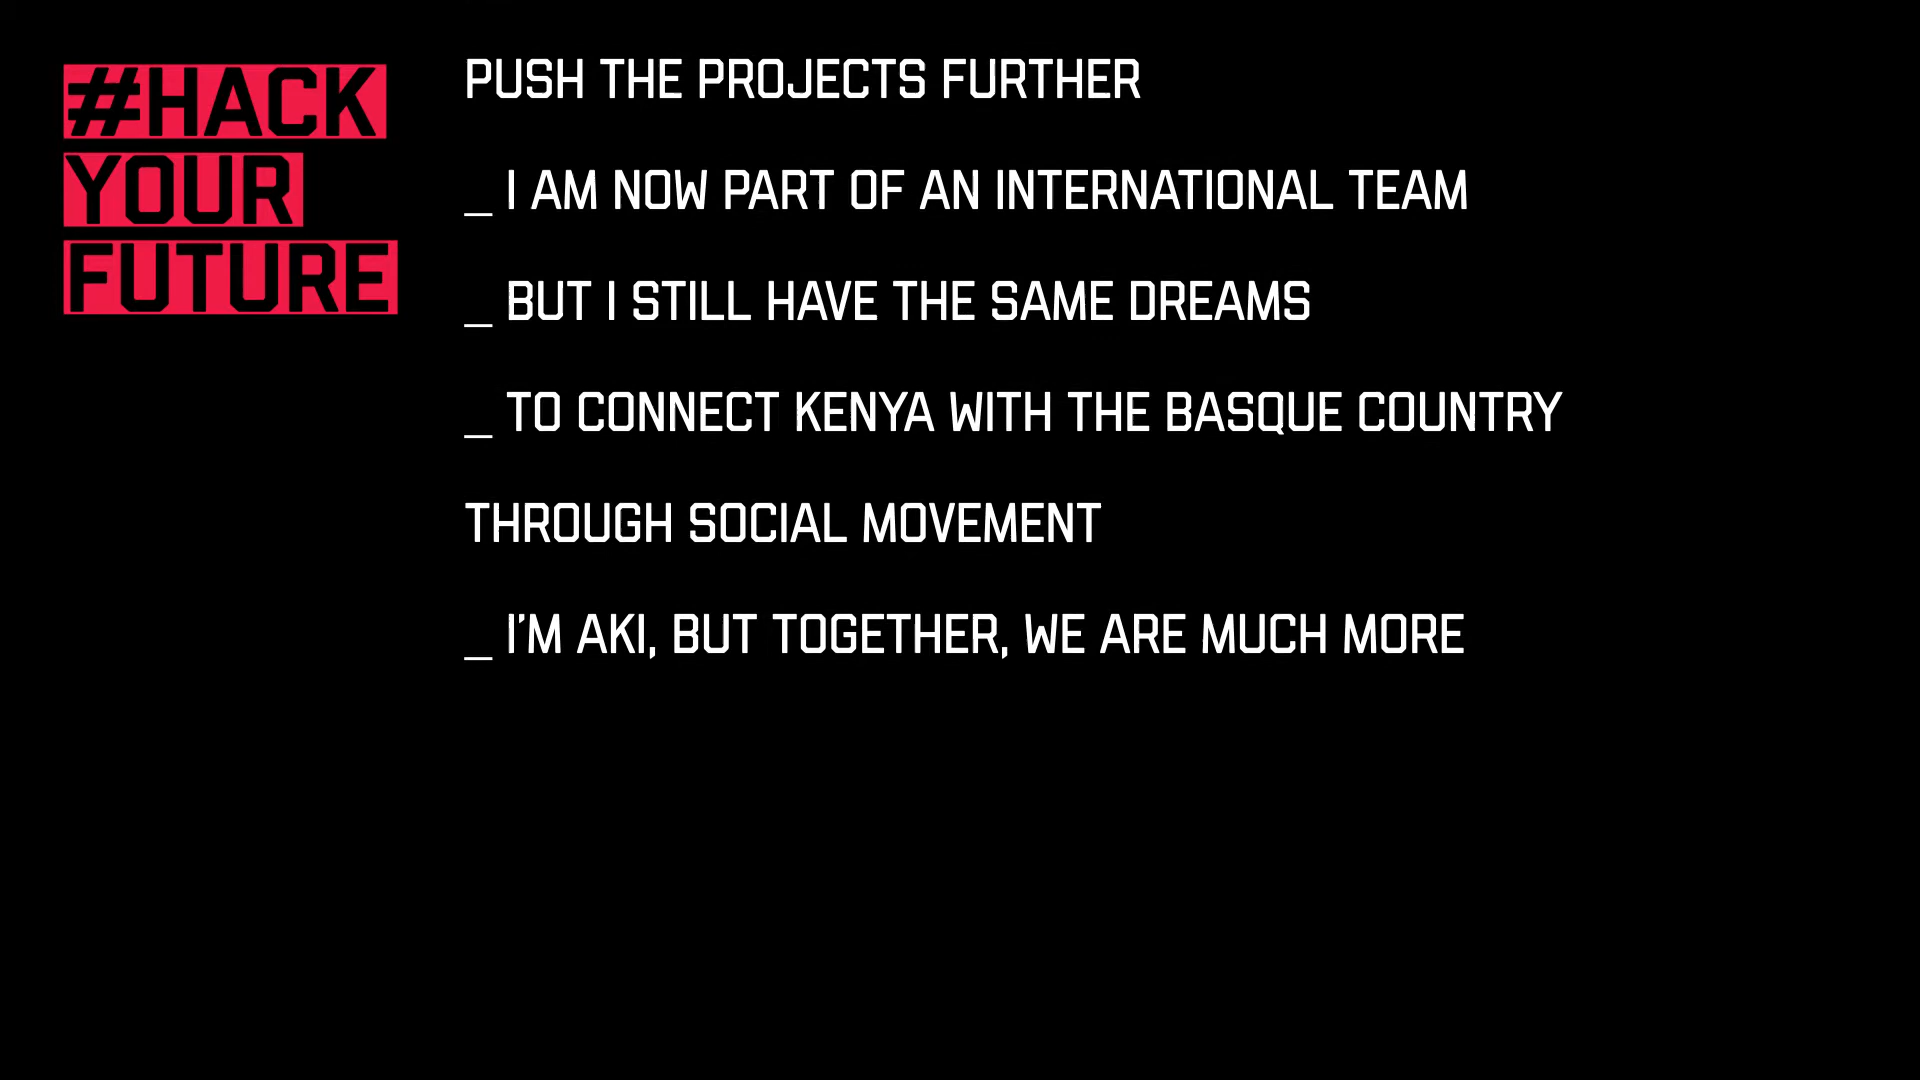 #HACK
YOUR
FUTURE
PUSH THE PROJECTS FURTHER
_ I AM NOW PART OF AN INTERNATIONAL TEAM
_ BUT I STILL HAVE THE SAME DREAMS
_ TO CONNECT KENYA WITH THE BASQUE COUNTRY
THROUGH SOCIAL MOVEMENT
_ I'M AKI, BUT TOGETHER, WE ARE MUCH MORE